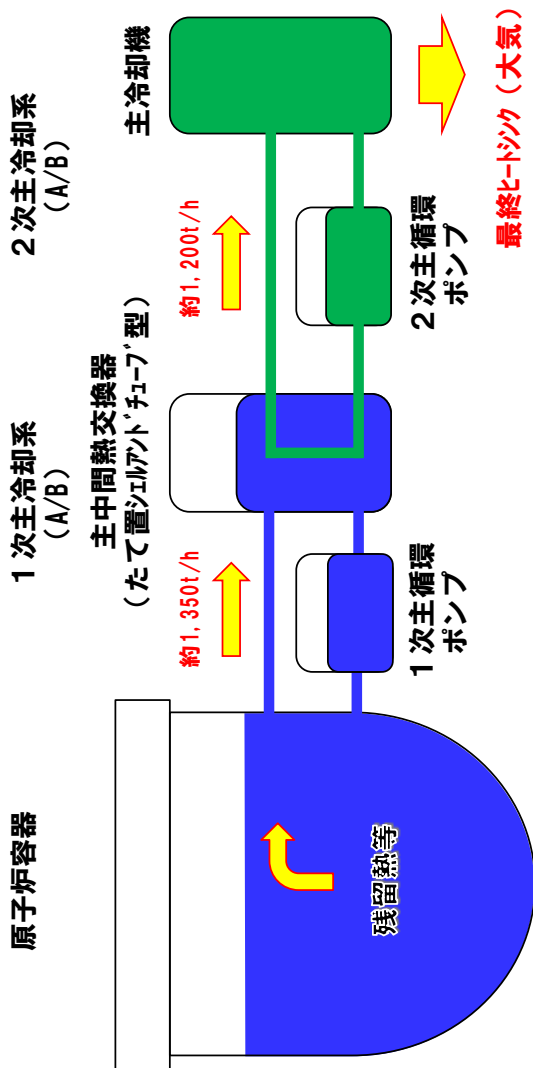 原子炉容器
1次主冷却系
(A/B)
2次主冷却系
(A/B)
主中間熱交換器
(たて置シェルアンドチューブ型)
主冷却機
約1,350t/h
約1,200t/h
残留熱等
1次主循環
ポンプ
2次主循環
ポンプ
最終ヒートシンク(大気)